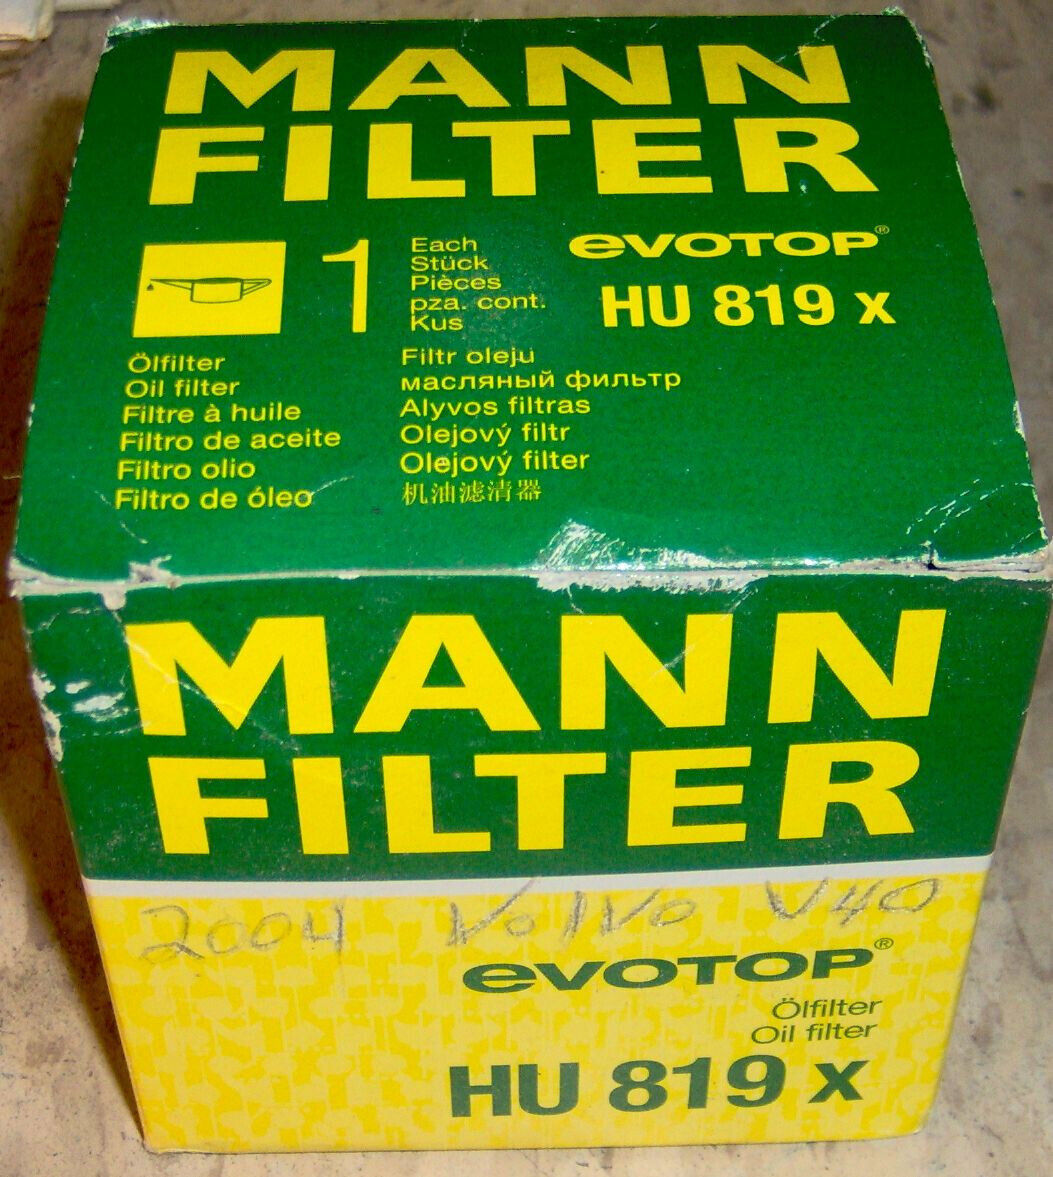 MANN
FILTER
1
Each
Stück
Pièces
pza. cont.
Kus
evotop®
HU 819 x
Ölfilter
Oil filter
Filtre à huile
Filtro de aceite
Filtro olio
Filtro de óleo
Filtr oleju
масляный фильтр
Alyvos filtras
Olejový filtr
Olejový filter
机油滤清器
MANN
FILTER
2004 Volvo V40
evotop®
Ölfilter
Oil filter
HU 819 x